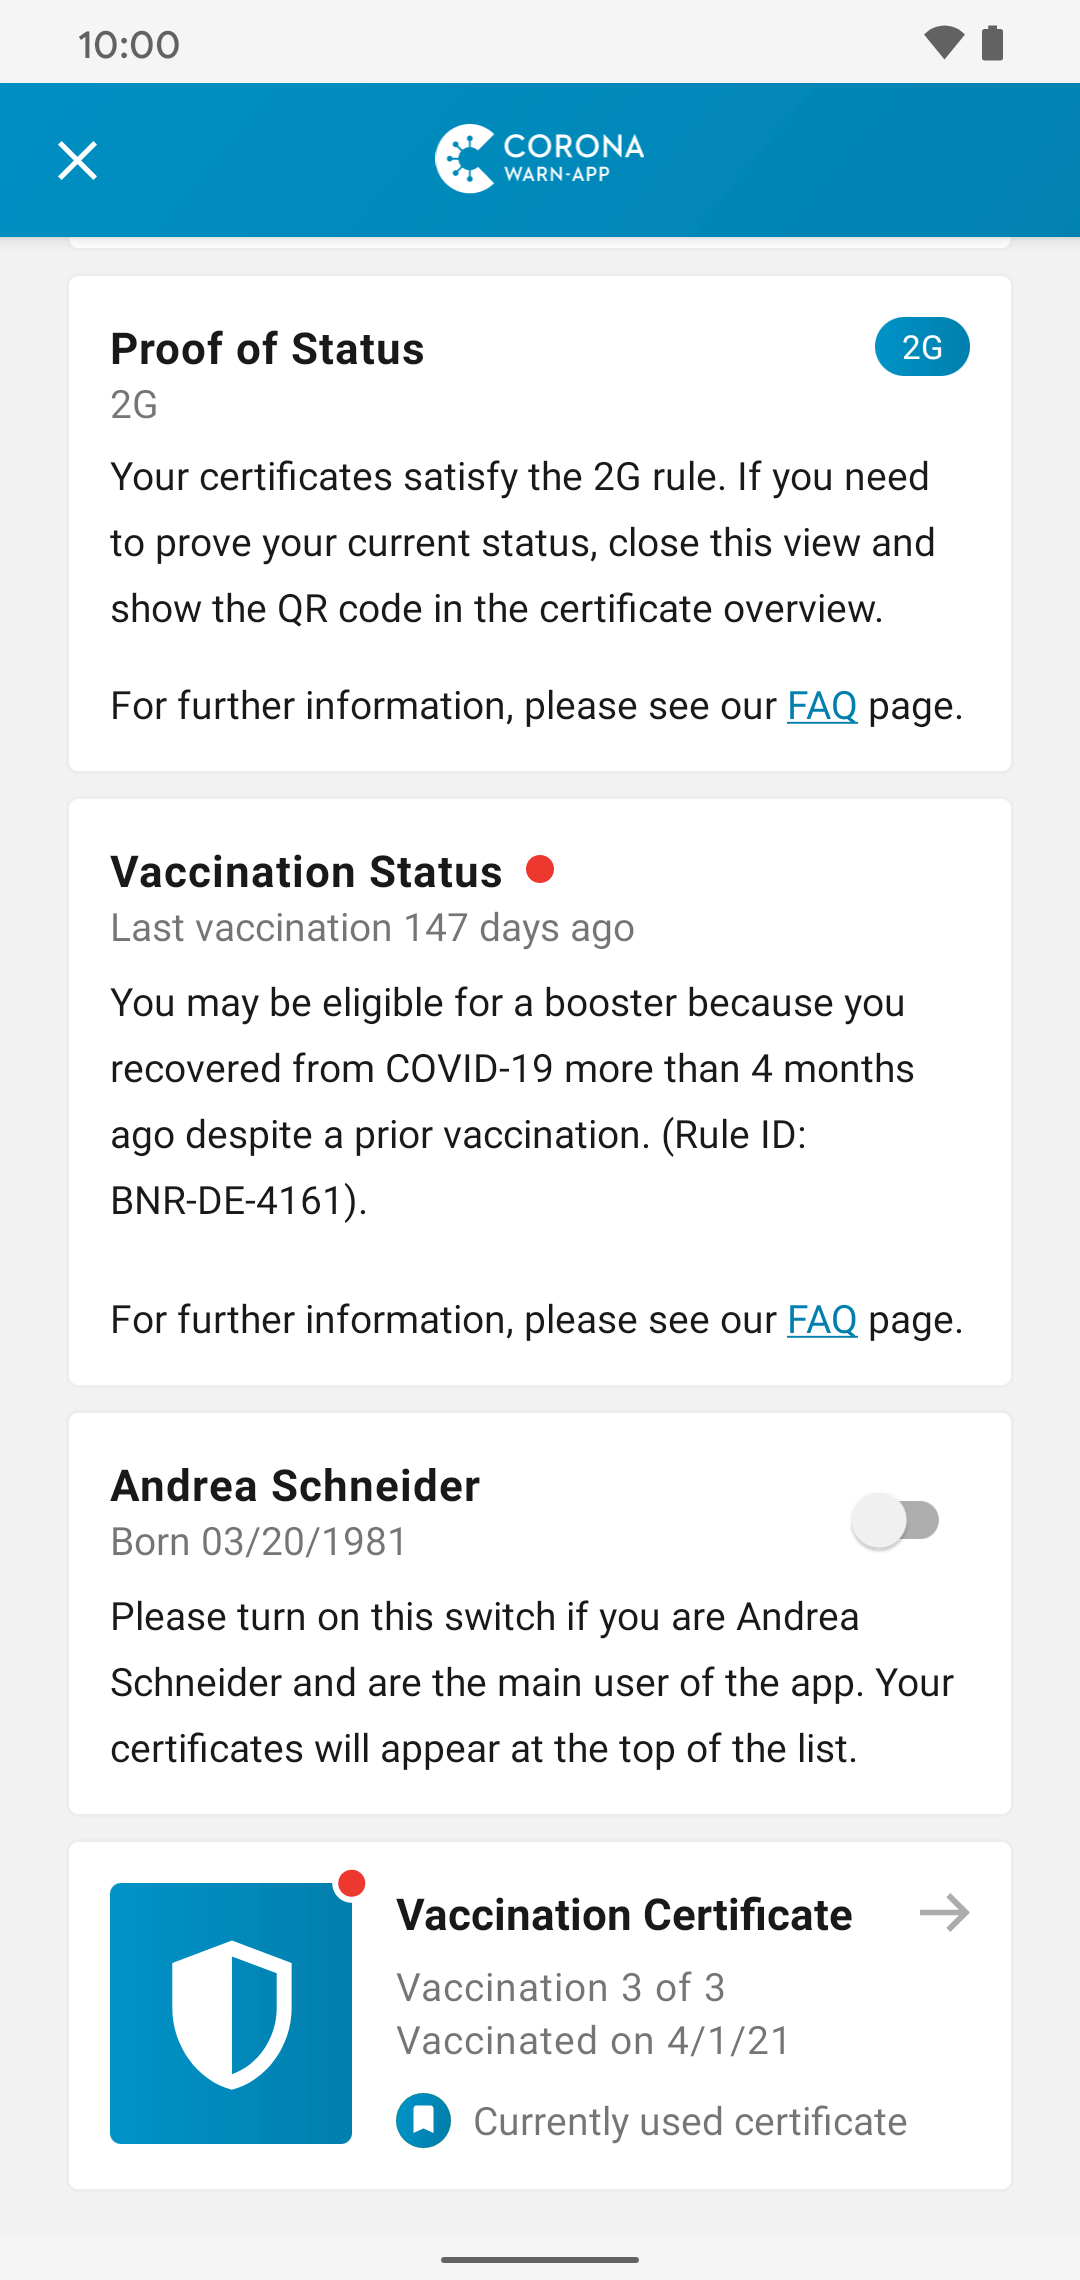 10:00
CORONA
WARN-APP
Proof of Status
2G
2G
Your certificates satisfy the 2G rule. If you need
to prove your current status, close this view and
show the QR code in the certificate overview.
For further information, please see our FAQ page.
Vaccination Status
Last vaccination 147 days ago
You may be eligible for a booster because you
recovered from COVID-19 more than 4 months
ago despite a prior vaccination. (Rule ID:
BNR-DE-4161).
For further information, please see our FAQ page.
Andrea Schneider
Born 03/20/1981
Please turn on this switch if you are Andrea
Schneider and are the main user of the app. Your
certificates will appear at the top of the list.
Vaccination Certificate
Vaccination 3 of 3
Vaccinated on 4/1/21
Currently used certificate